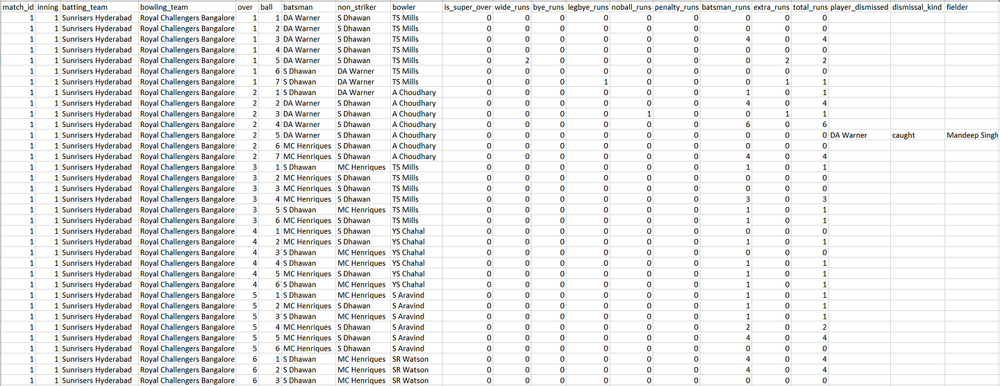 match_id inning batting_team bowling_team over ball batsman non_striker bowler is_super_over wide_runs bye_runs legbye_runs noball_runs penalty_runs batsman_runs extra_runs total_runs player_dismissed dismissal_kind fielder
1 1 Sunrisers Hyderabad Royal Challengers Bangalore 1 1 DA Warner S Dhawan TS Mills 0 0 0 0 0 0 0 0 0
1 1 Sunrisers Hyderabad Royal Challengers Bangalore 1 2 DA Warner S Dhawan TS Mills 0 0 0 0 0 0 0 0 0
1 1 Sunrisers Hyderabad Royal Challengers Bangalore 1 3 DA Warner S Dhawan TS Mills 0 0 0 0 0 0 4 0 4
1 1 Sunrisers Hyderabad Royal Challengers Bangalore 1 4 DA Warner S Dhawan TS Mills 0 0 0 0 0 0 0 0 0
1 1 Sunrisers Hyderabad Royal Challengers Bangalore 1 5 DA Warner S Dhawan TS Mills 0 2 0 0 0 0 0 2 2
1 1 Sunrisers Hyderabad Royal Challengers Bangalore 1 6 S Dhawan DA Warner TS Mills 0 0 0 0 0 0 0 0 0
1 1 Sunrisers Hyderabad Royal Challengers Bangalore 1 7 S Dhawan DA Warner TS Mills 0 0 0 1 0 0 0 1 1
1 1 Sunrisers Hyderabad Royal Challengers Bangalore 2 1 S Dhawan DA Warner A Choudhary 0 0 0 0 0 0 1 0 1
1 1 Sunrisers Hyderabad Royal Challengers Bangalore 2 2 DA Warner S Dhawan A Choudhary 0 0 0 0 0 0 4 0 4
1 1 Sunrisers Hyderabad Royal Challengers Bangalore 2 3 DA Warner S Dhawan A Choudhary 0 0 0 0 1 0 0 1 1
1 1 Sunrisers Hyderabad Royal Challengers Bangalore 2 4 DA Warner S Dhawan A Choudhary 0 0 0 0 0 0 6 0 6
1 1 Sunrisers Hyderabad Royal Challengers Bangalore 2 5 DA Warner S Dhawan A Choudhary 0 0 0 0 0 0 0 0 0 DA Warner caught Mandeep Singh
1 1 Sunrisers Hyderabad Royal Challengers Bangalore 2 6 MC Henriques S Dhawan A Choudhary 0 0 0 0 0 0 0 0 0
1 1 Sunrisers Hyderabad Royal Challengers Bangalore 2 7 MC Henriques S Dhawan A Choudhary 0 0 0 0 0 0 4 0 4
1 1 Sunrisers Hyderabad Royal Challengers Bangalore 3 1 S Dhawan MC Henriques TS Mills 0 0 0 0 0 0 1 0 1
1 1 Sunrisers Hyderabad Royal Challengers Bangalore 3 2 MC Henriques S Dhawan TS Mills 0 0 0 0 0 0 0 0 0
1 1 Sunrisers Hyderabad Royal Challengers Bangalore 3 3 MC Henriques S Dhawan TS Mills 0 0 0 0 0 0 0 0 0
1 1 Sunrisers Hyderabad Royal Challengers Bangalore 3 4 MC Henriques S Dhawan TS Mills 0 0 0 0 0 0 3 0 3
1 1 Sunrisers Hyderabad Royal Challengers Bangalore 3 5 S Dhawan MC Henriques TS Mills 0 0 0 0 0 0 1 0 1
1 1 Sunrisers Hyderabad Royal Challengers Bangalore 3 6 MC Henriques S Dhawan TS Mills 0 0 0 0 0 0 1 0 1
1 1 Sunrisers Hyderabad Royal Challengers Bangalore 4 1 MC Henriques S Dhawan YS Chahal 0 0 0 0 0 0 0 0 0
1 1 Sunrisers Hyderabad Royal Challengers Bangalore 4 2 MC Henriques S Dhawan YS Chahal 0 0 0 0 0 0 1 0 1
1 1 Sunrisers Hyderabad Royal Challengers Bangalore 4 3 S Dhawan MC Henriques YS Chahal 0 0 0 0 0 0 0 0 0
1 1 Sunrisers Hyderabad Royal Challengers Bangalore 4 4 S Dhawan MC Henriques YS Chahal 0 0 0 0 0 0 1 0 1
1 1 Sunrisers Hyderabad Royal Challengers Bangalore 4 5 MC Henriques S Dhawan YS Chahal 0 0 0 0 0 0 1 0 1
1 1 Sunrisers Hyderabad Royal Challengers Bangalore 4 6 S Dhawan MC Henriques YS Chahal 0 0 0 0 0 0 1 0 1
1 1 Sunrisers Hyderabad Royal Challengers Bangalore 5 1 S Dhawan MC Henriques S Aravind 0 0 0 0 0 0 1 0 1
1 1 Sunrisers Hyderabad Royal Challengers Bangalore 5 2 MC Henriques S Dhawan S Aravind 0 0 0 0 0 0 1 0 1
1 1 Sunrisers Hyderabad Royal Challengers Bangalore 5 3 S Dhawan MC Henriques S Aravind 0 0 0 0 0 0 1 0 1
1 1 Sunrisers Hyderabad Royal Challengers Bangalore 5 4 MC Henriques S Dhawan S Aravind 0 0 0 0 0 0 2 0 2
1 1 Sunrisers Hyderabad Royal Challengers Bangalore 5 5 MC Henriques S Dhawan S Aravind 0 0 0 0 0 0 4 0 4
1 1 Sunrisers Hyderabad Royal Challengers Bangalore 5 6 MC Henriques S Dhawan S Aravind 0 0 0 0 0 0 0 0 0
1 1 Sunrisers Hyderabad Royal Challengers Bangalore 6 1 S Dhawan MC Henriques SR Watson 0 0 0 0 0 0 4 0 4
1 1 Sunrisers Hyderabad Royal Challengers Bangalore 6 2 S Dhawan MC Henriques SR Watson 0 0 0 0 0 0 4 0 4
1 1 Sunrisers Hyderabad Royal Challengers Bangalore 6 3 S Dhawan MC Henriques SR Watson 0 0 0 0 0 0 0 0 0